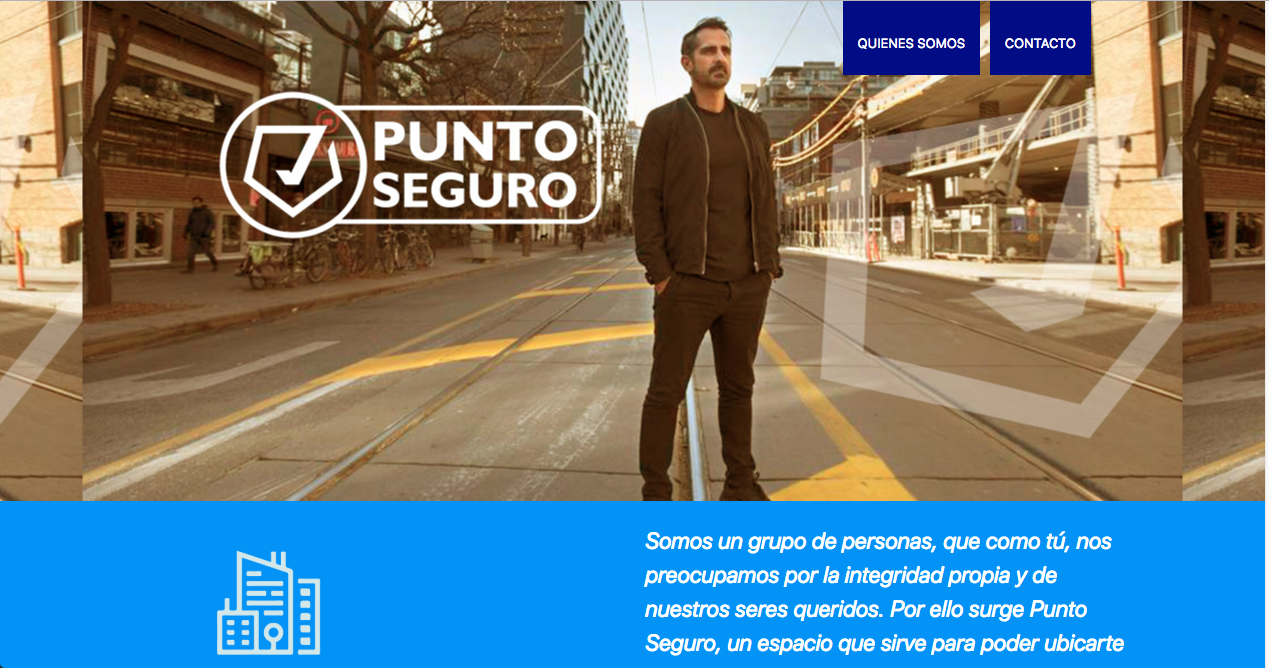 QUIENES SOMOS
CONTACTO
PUNTO
SEGURO
Somos un grupo de personas, que como tú, nos
preocupamos por la integridad propia y de
nuestros seres queridos. Por ello surge Punto
Seguro, un espacio que sirve para poder ubicarte